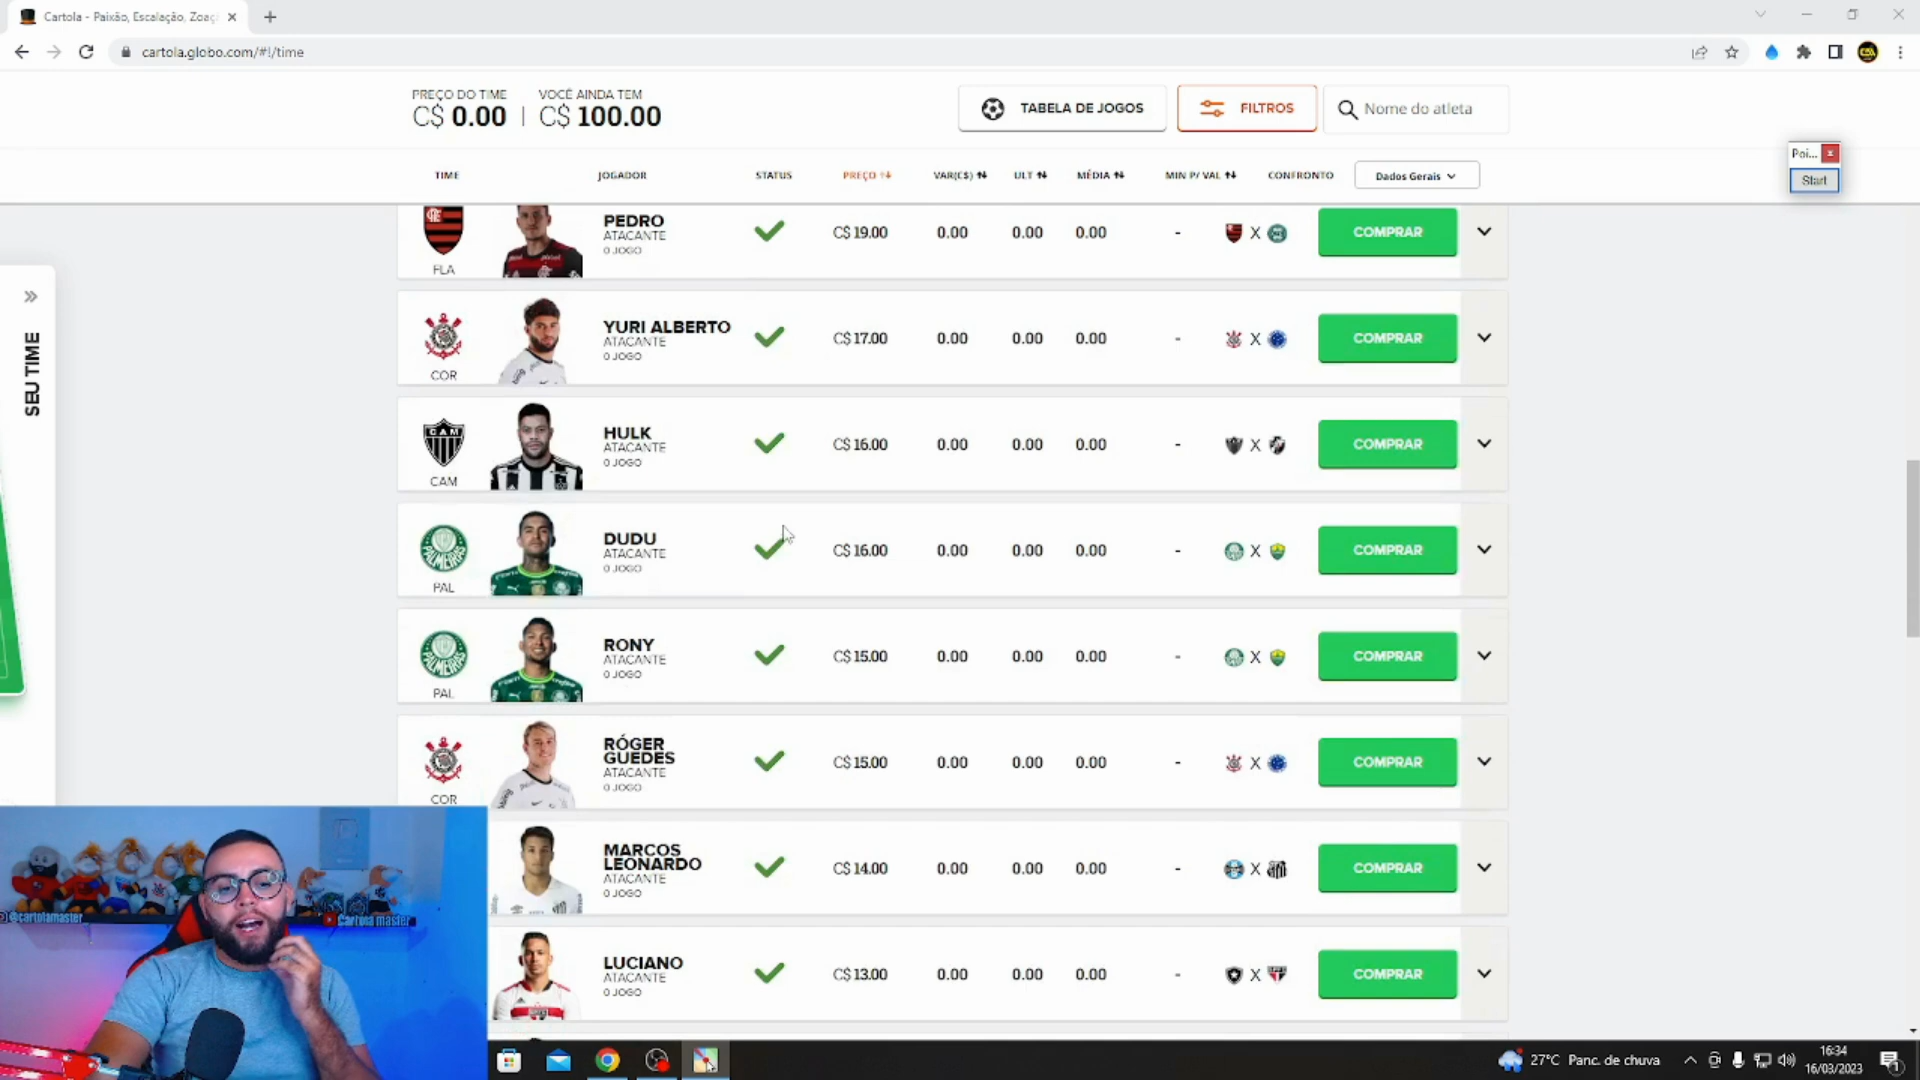 Cartola - Paixão, Escalação, Zoaç
cartola.globo.com/#!/time
PREÇO DO TIME
C$ 0.00
VOCÊ AINDA TEM
C$ 100.00
TABELA DE JOGOS
FILTROS
Nome do atleta
Poi...
Start
TIME JOGADOR STATUS PREÇO VAR(C$) ULT MÉDIA MIN P/ VAL CONFRONTO Dados Gerais
SEU TIME
FLA
PEDRO
ATACANTE
0 JOGO
C$ 19.00 0.00 0.00 0.00 - X COMPRAR
COR
YURI ALBERTO
ATACANTE
0 JOGO
C$ 17.00 0.00 0.00 0.00 - X COMPRAR
CAM
CAM
HULK
ATACANTE
0 JOGO
C$ 16.00 0.00 0.00 0.00 - X COMPRAR
PALMEIRAS
PAL
DUDU
ATACANTE
0 JOGO
C$ 16.00 0.00 0.00 0.00 - X COMPRAR
PALMEIRAS
PAL
RONY
ATACANTE
0 JOGO
C$ 15.00 0.00 0.00 0.00 - X COMPRAR
COR
RÓGER
GUEDES
ATACANTE
0 JOGO
C$ 15.00 0.00 0.00 0.00 - X COMPRAR
MARCOS
LEONARDO
ATACANTE
0 JOGO
C$ 14.00 0.00 0.00 0.00 - X COMPRAR
LUCIANO
ATACANTE
0 JOGO
C$ 13.00 0.00 0.00 0.00 - X COMPRAR
@cartolamaster
Cartola master
27°C Panc. de chuva
16:34
16/03/2023
1